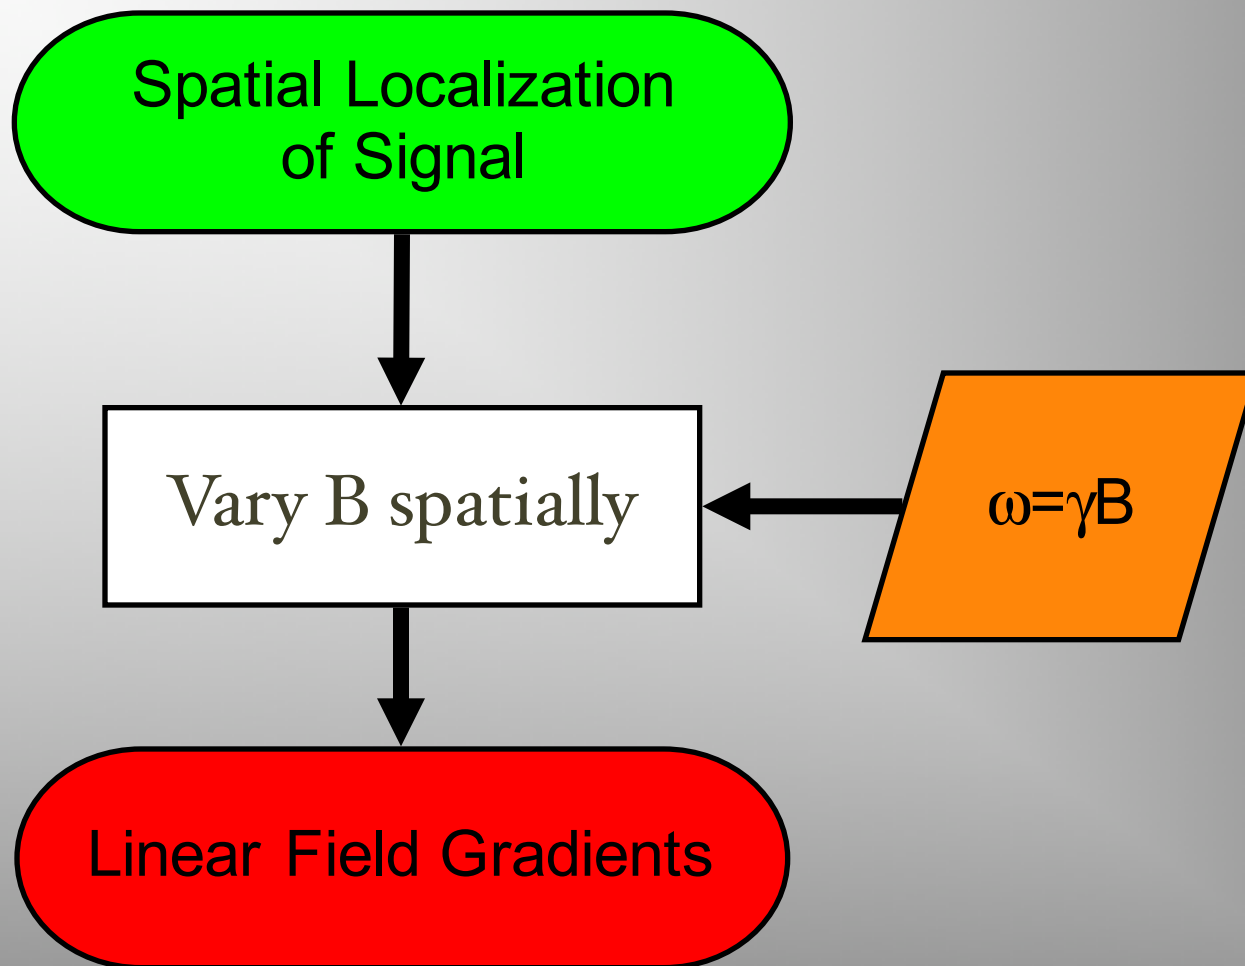 Spatial Localization
of Signal
Vary B spatially
ω=γB
Linear Field Gradients